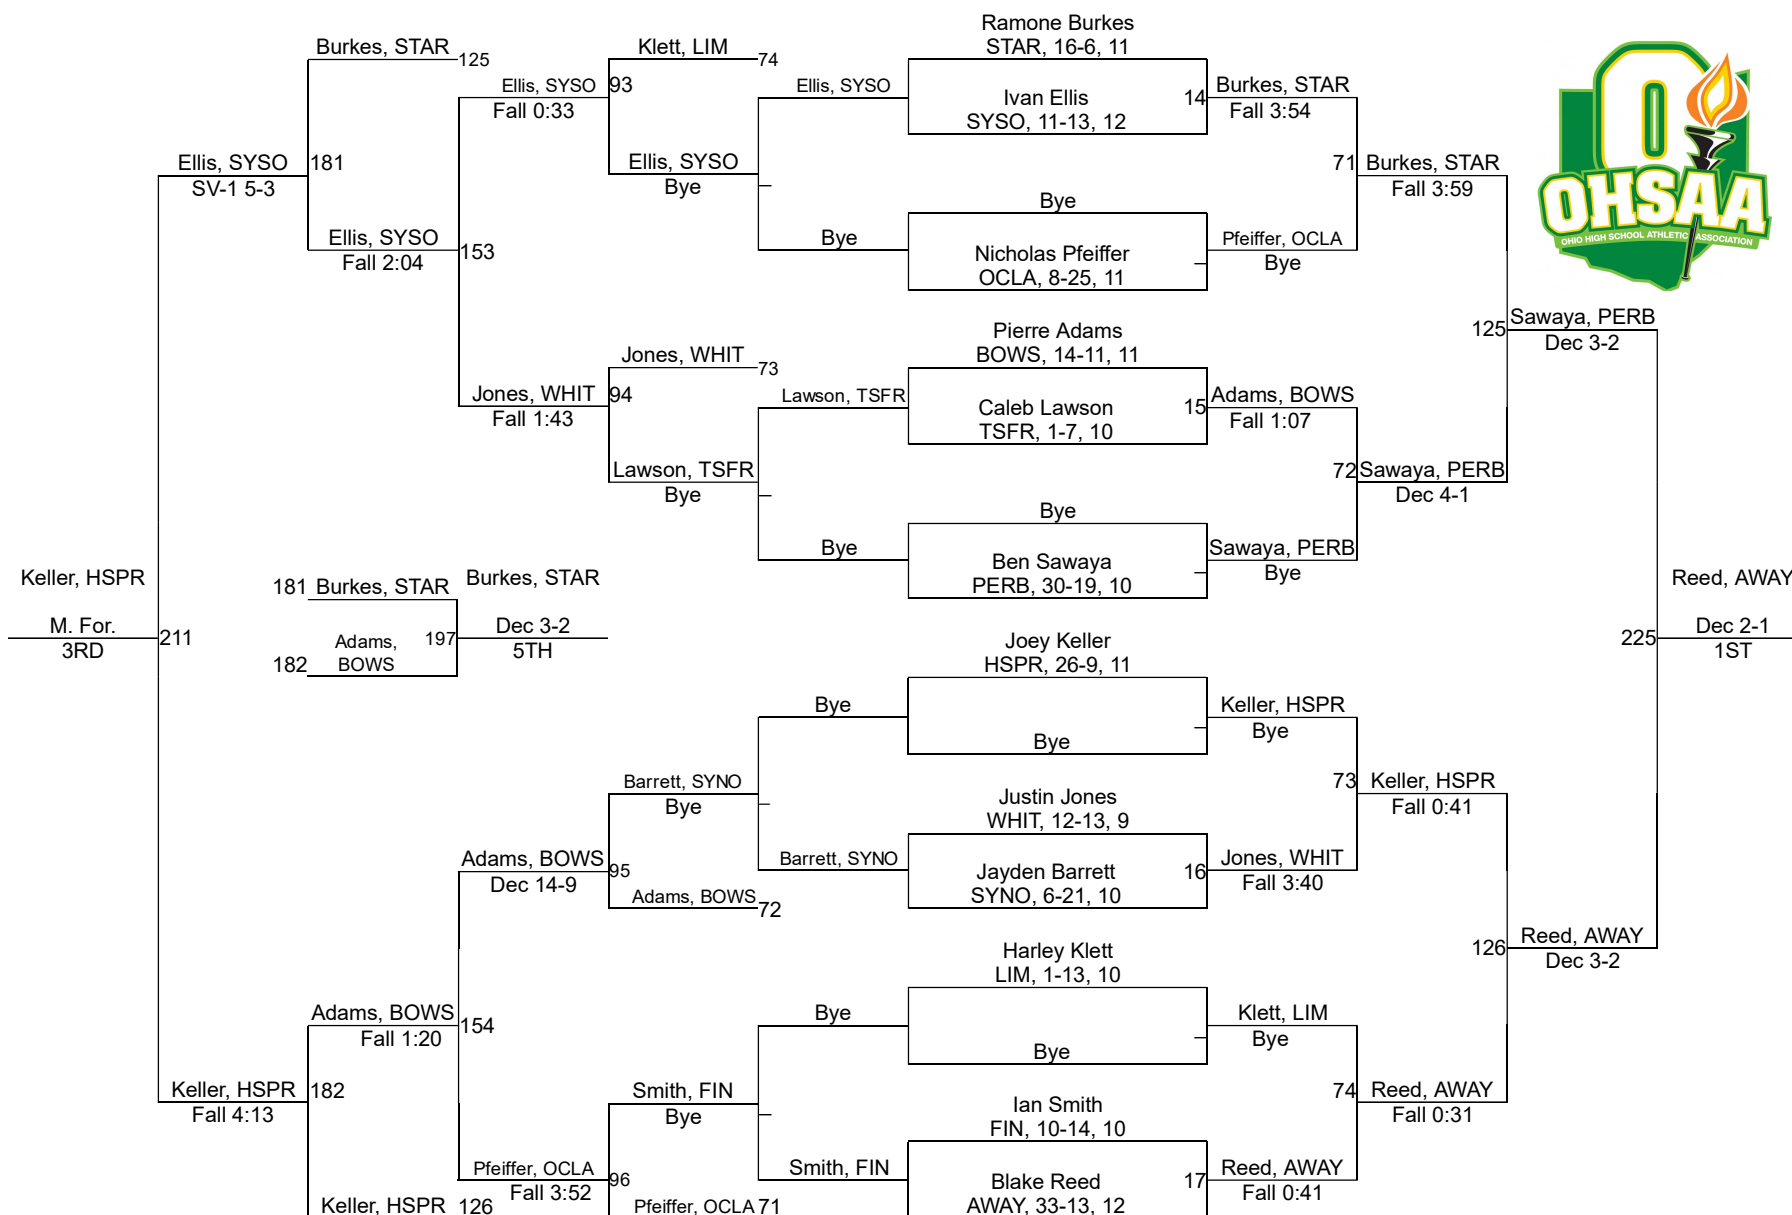 Ramone Burkes
STAR, 16-6, 11
Burkes, STAR
125
Klett, LIM
74
Ellis, SYSO
93
Fall 0:33
Ellis, SYSO
Ivan Ellis
SYSO, 11-13, 12
14
Burkes, STAR
Fall 3:54
Ellis, SYSO
SV-1 5-3
181
Ellis, SYSO
Bye
71
Burkes, STAR
Fall 3:59
OHSAA
OHIO HIGH SCHOOL ATHLETIC ASSOCIATION
Bye
Ellis, SYSO
Fall 2:04
153
Bye
Nicholas Pfeiffer
OCLA, 8-25, 11
Pfeiffer, OCLA
Bye
Pierre Adams
BOWS, 14-11, 11
125
Sawaya, PERB
Dec 3-2
Jones, WHIT
73
Jones, WHIT
94
Fall 1:43
Lawson, TSFR
Caleb Lawson
TSFR, 1-7, 10
15
Adams, BOWS
Fall 1:07
Lawson, TSFR
Bye
72
Sawaya, PERB
Dec 4-1
Bye
Bye
Ben Sawaya
PERB, 30-19, 10
Sawaya, PERB
Bye
Keller, HSPR
M. For.
3RD
211
181
Burkes, STAR
182
Adams,
BOWS
197
Burkes, STAR
Dec 3-2
5TH
Reed, AWAY
225
Dec 2-1
1ST
Joey Keller
HSPR, 26-9, 11
Bye
Bye
Keller, HSPR
Bye
Barrett, SYNO
Bye
73
Keller, HSPR
Fall 0:41
Justin Jones
WHIT, 12-13, 9
Adams, BOWS
Dec 14-9
95
Barrett, SYNO
Jayden Barrett
SYNO, 6-21, 10
16
Jones, WHIT
Fall 3:40
Adams, BOWS
72
Harley Klett
LIM, 1-13, 10
126
Reed, AWAY
Dec 3-2
Adams, BOWS
Fall 1:20
154
Bye
Bye
Klett, LIM
Bye
Keller, HSPR
Fall 4:13
182
Smith, FIN
Bye
74
Reed, AWAY
Fall 0:31
Ian Smith
FIN, 10-14, 10
Pfeiffer, OCLA
Fall 3:52
96
Smith, FIN
Blake Reed
AWAY, 33-13, 12
17
Reed, AWAY
Fall 0:41
Keller, HSPR
126
Pfeiffer, OCLA
71